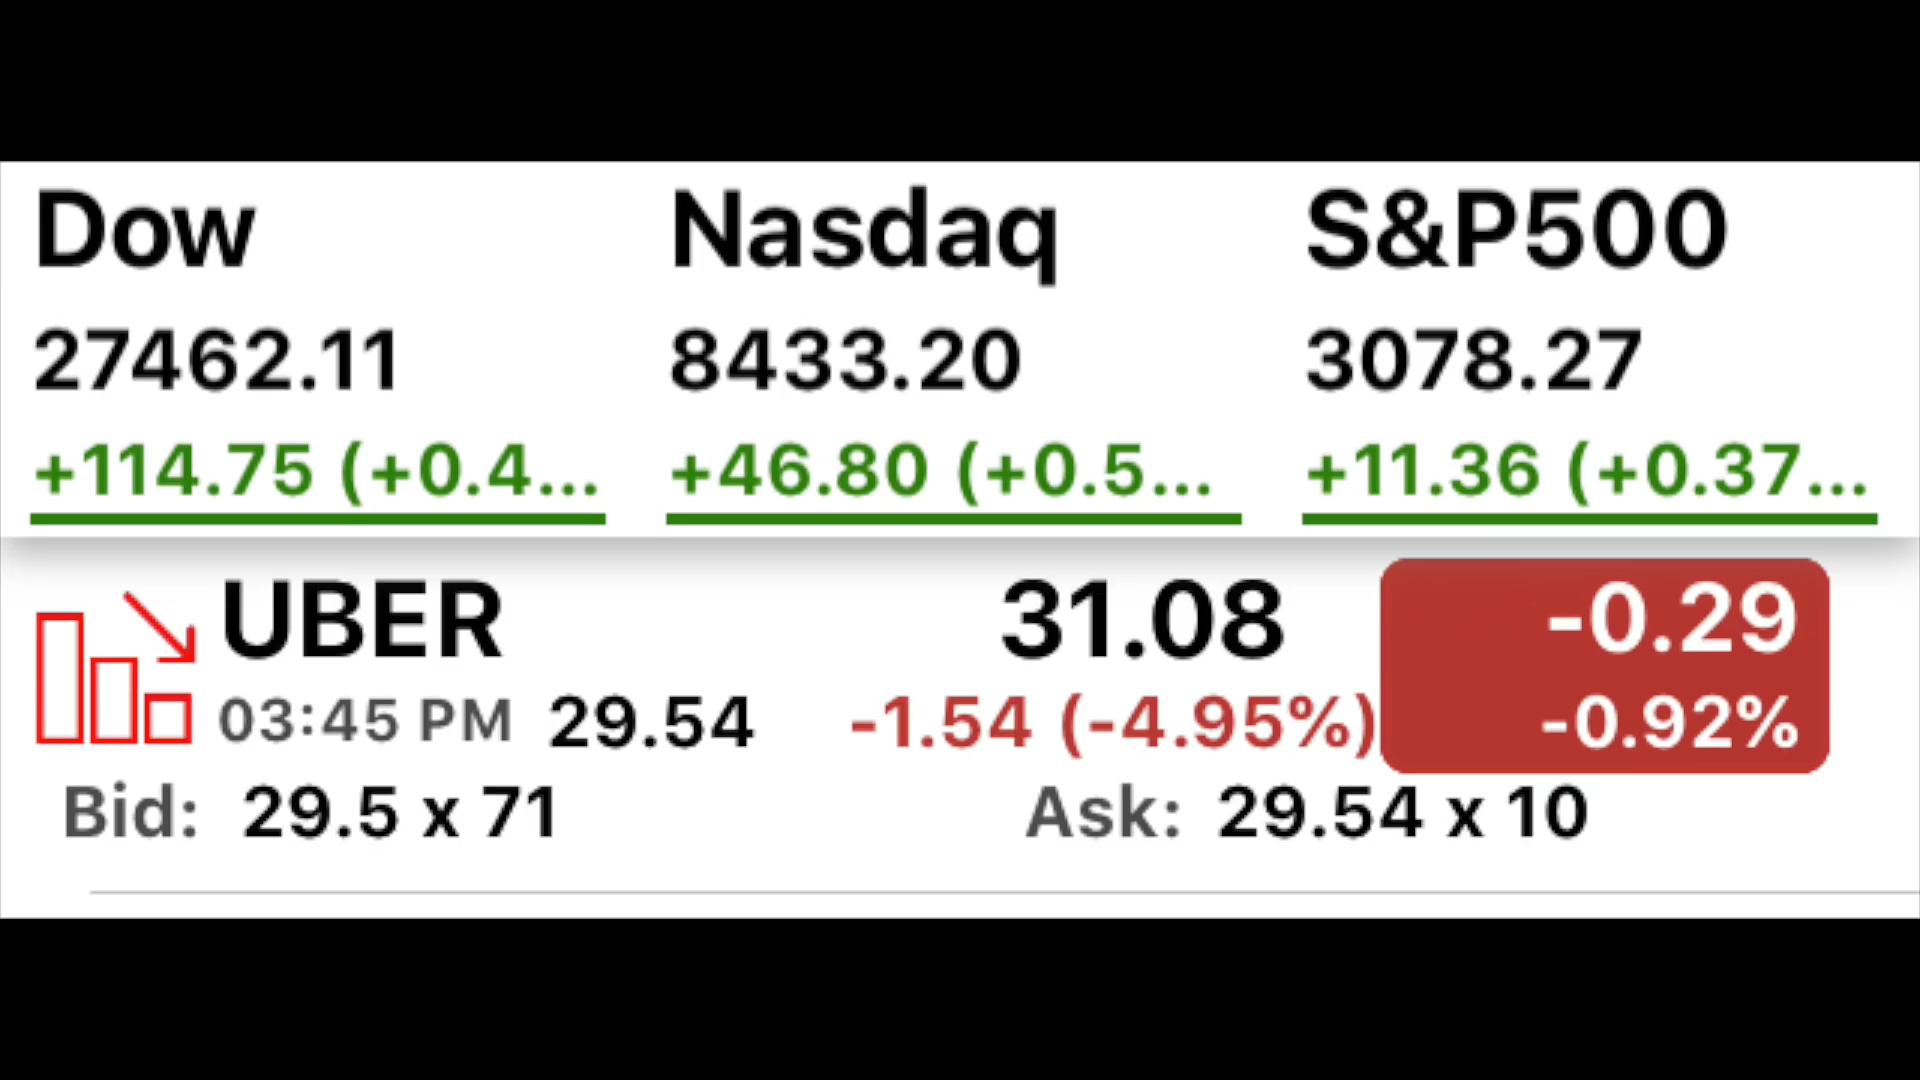 Dow Nasdaq S&P500
27462.11 8433.20 3078.27
+114.75 (+0.4... +46.80 (+0.5... +11.36 (+0.37...
UBER 31.08 -0.29
03:45 PM 29.54 -1.54 (-4.95%) -0.92%
Bid: 29.5 x 71 Ask: 29.54 x 10